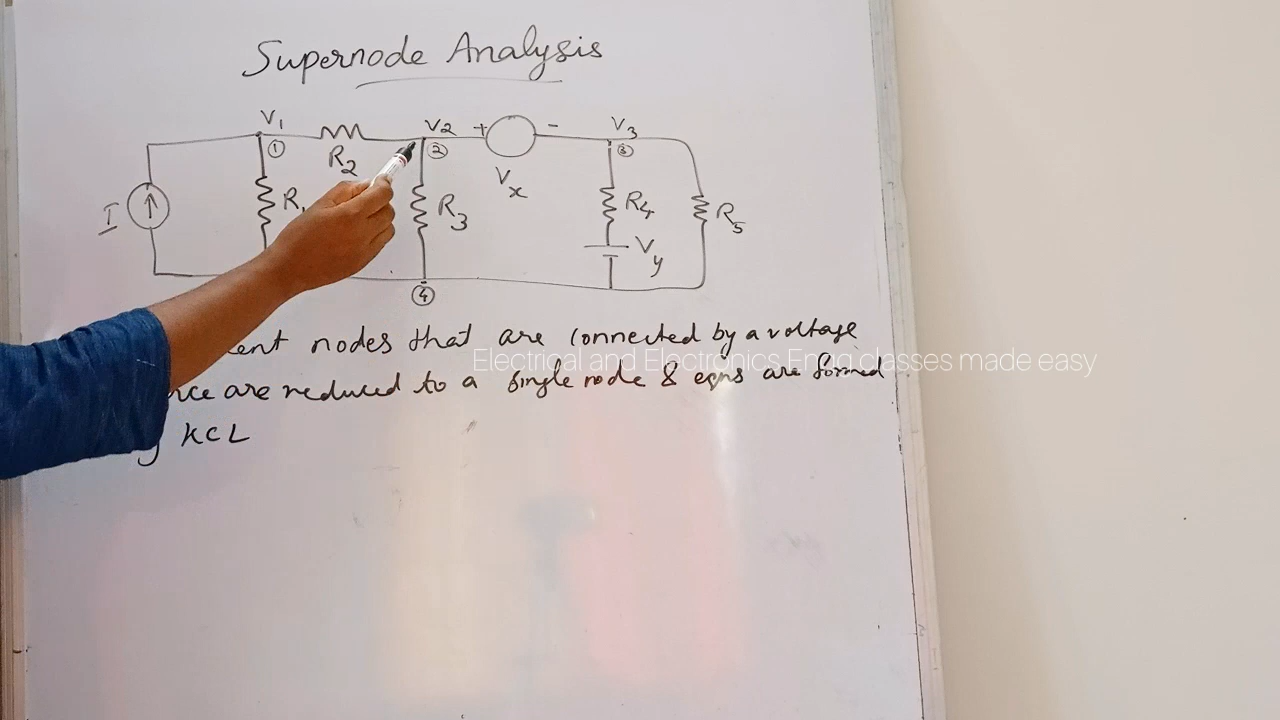 Supernode Analysis
V1
V2
+
-
V3
①
②
③
R2
Vx
I
R3
R4
R5
Vy
④
nodes that are connected by a voltage
Electrical and Electronics Engg classes made easy
are reduced to a single node & eqns are formed
KCL